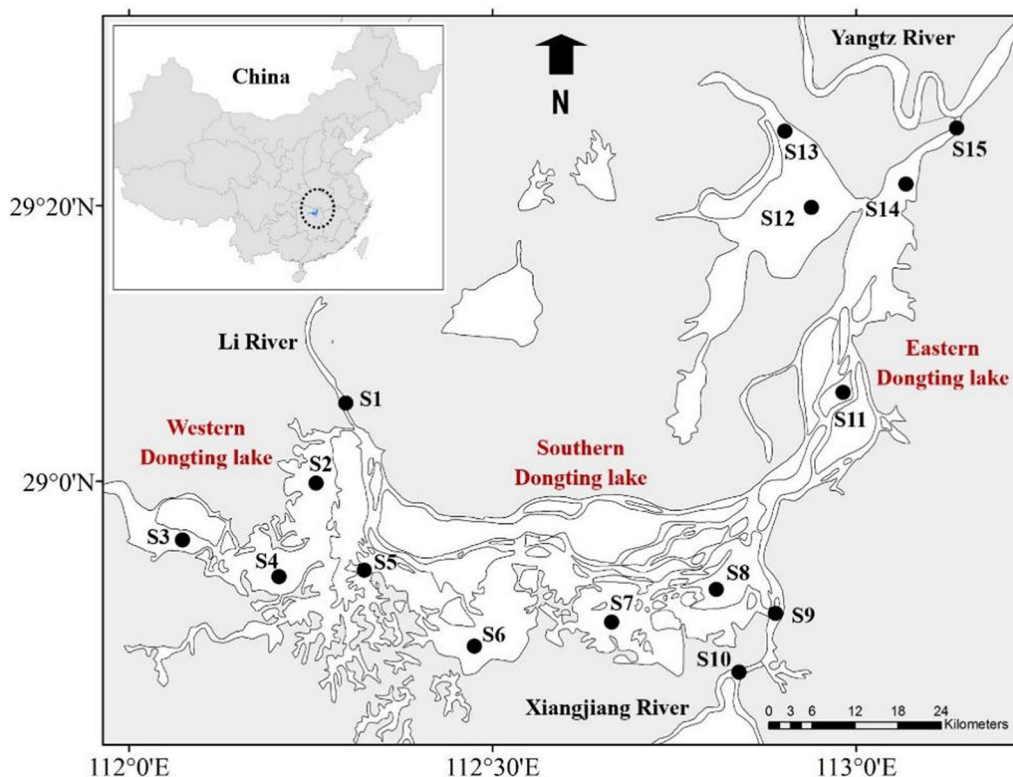 China
N
Yangtz River
S13
S15
S12
S14
29°20'N
Li River
S1
Eastern
Dongting lake
S11
Western
Dongting lake
S2
Southern
Dongting lake
29°0'N
S3
S4
S5
S8
S7
S9
S6
S10
Xiangjiang River
0 3 6 12 18 24
Kilometers
112°0'E
112°30'E
113°0'E